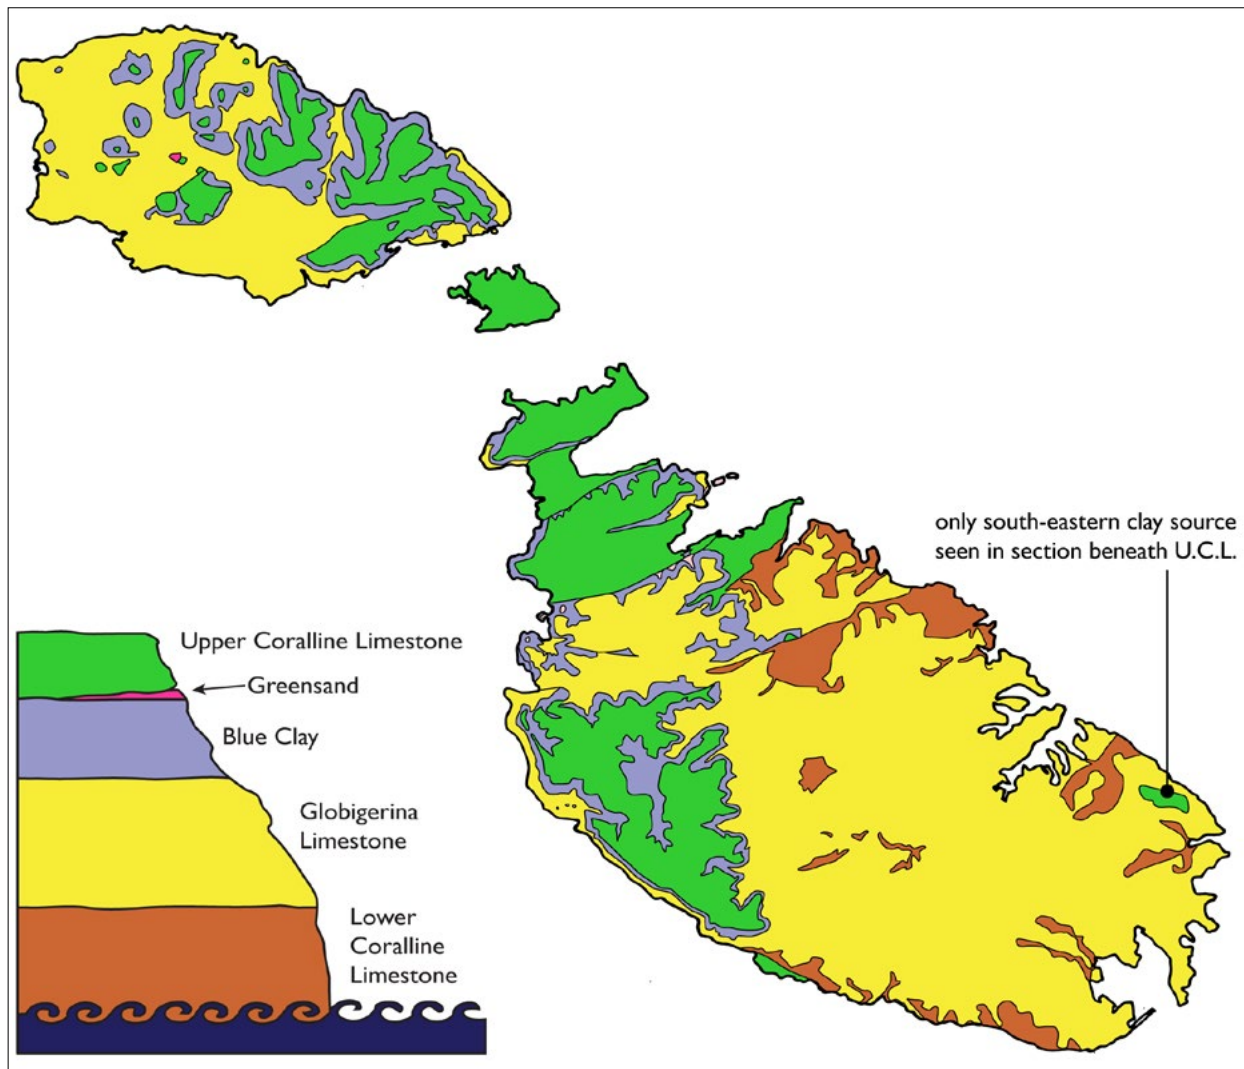 only south-eastern clay source
seen in section beneath U.C.L.
Upper Coralline Limestone
Greensand
Blue Clay
Globigerina
Limestone
Lower
Coralline
Limestone